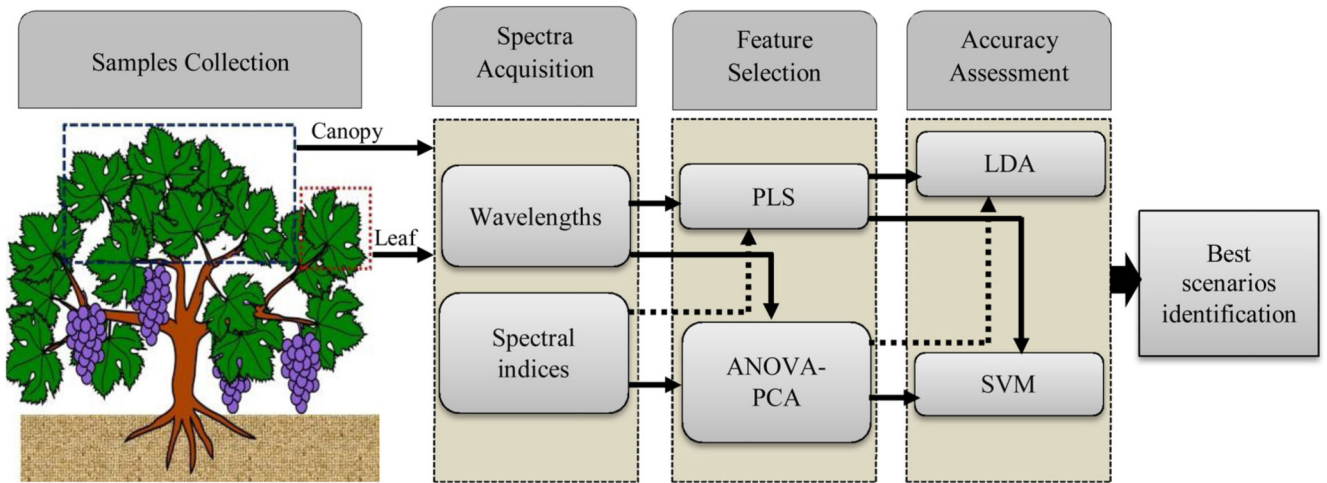 Samples Collection
Spectra
Acquisition
Feature
Selection
Accuracy
Assessment
Canopy
Leaf
Wavelengths
Spectral
indices
PLS
ANOVA-
PCA
LDA
SVM
Best
scenarios
identification